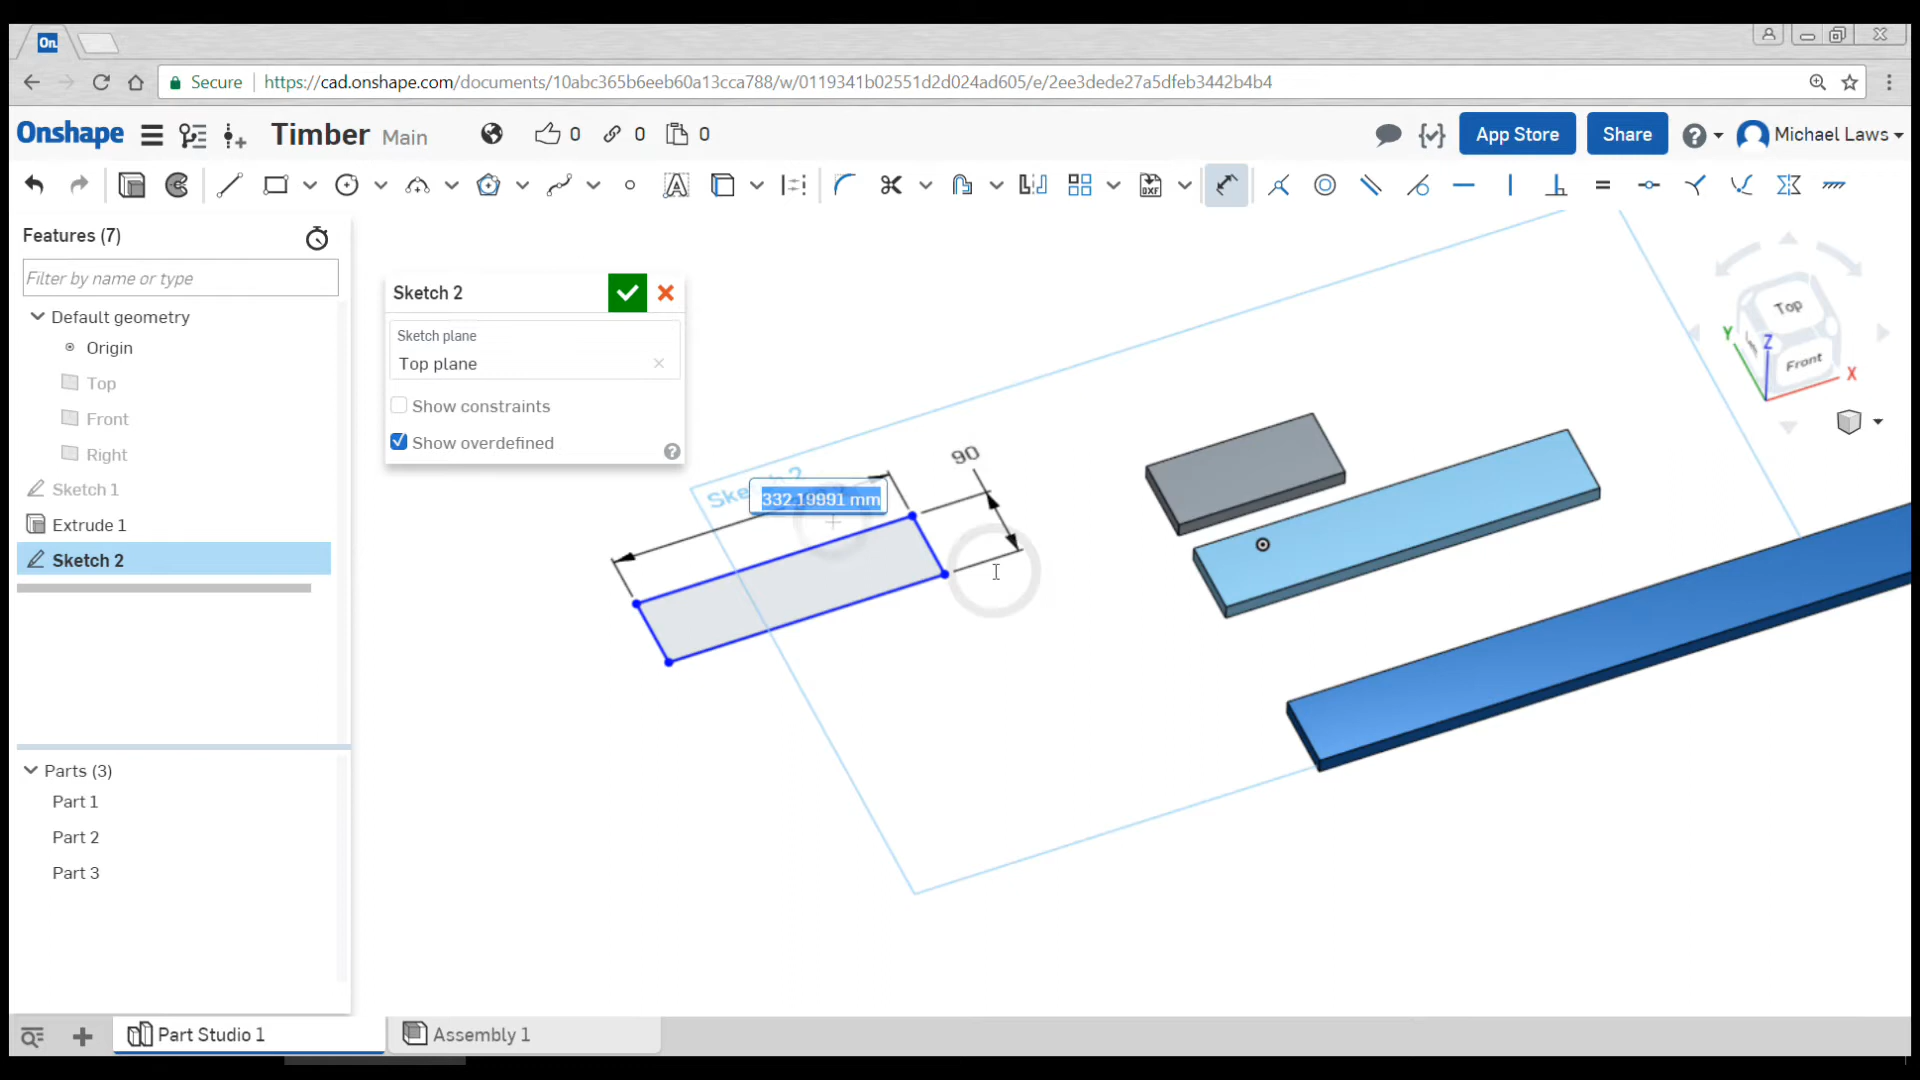 On
Secure
https://cad.onshape.com/documents/10abc365b6eeb60a13cca788/w/0119341b02551d2d024ad605/e/2ee3dede27a5dfeb3442b4b4
Onshape
Timber Main
0 0 0
App Store
Share
Michael Laws
DXF
Features (7)
Filter by name or type
Default geometry
Origin
Top
Front
Right
Sketch 1
Extrude 1
Sketch 2
Sketch 2
Sketch plane
Top plane
Show constraints
Show overdefined
90
332.19991 mm
Top
Front
X
Y
Z
Parts (3)
Part 1
Part 2
Part 3
Part Studio 1
Assembly 1